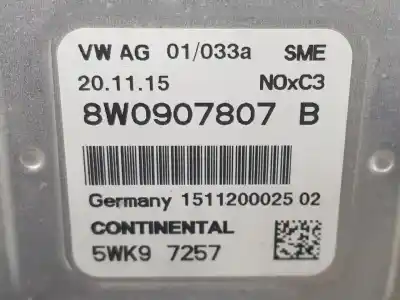 VW AG 01/033a SME
20.11.15 NOxC3
8W0907807 B
Germany 1511200025 02
CONTINENTAL
5WK9 7257